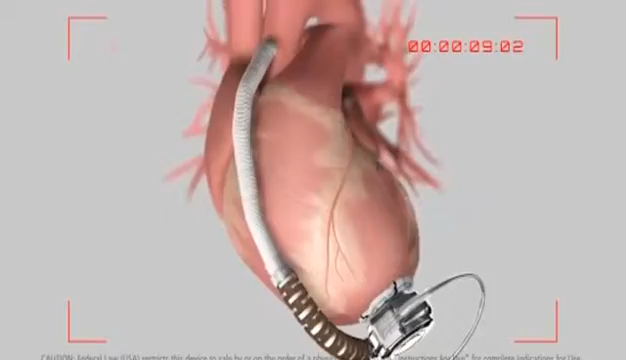 00:00:09:02
CAUTION: Federal Law (USA) restricts this device to sale by or on the order of a "Instructions for Use" for complete Indications for Use